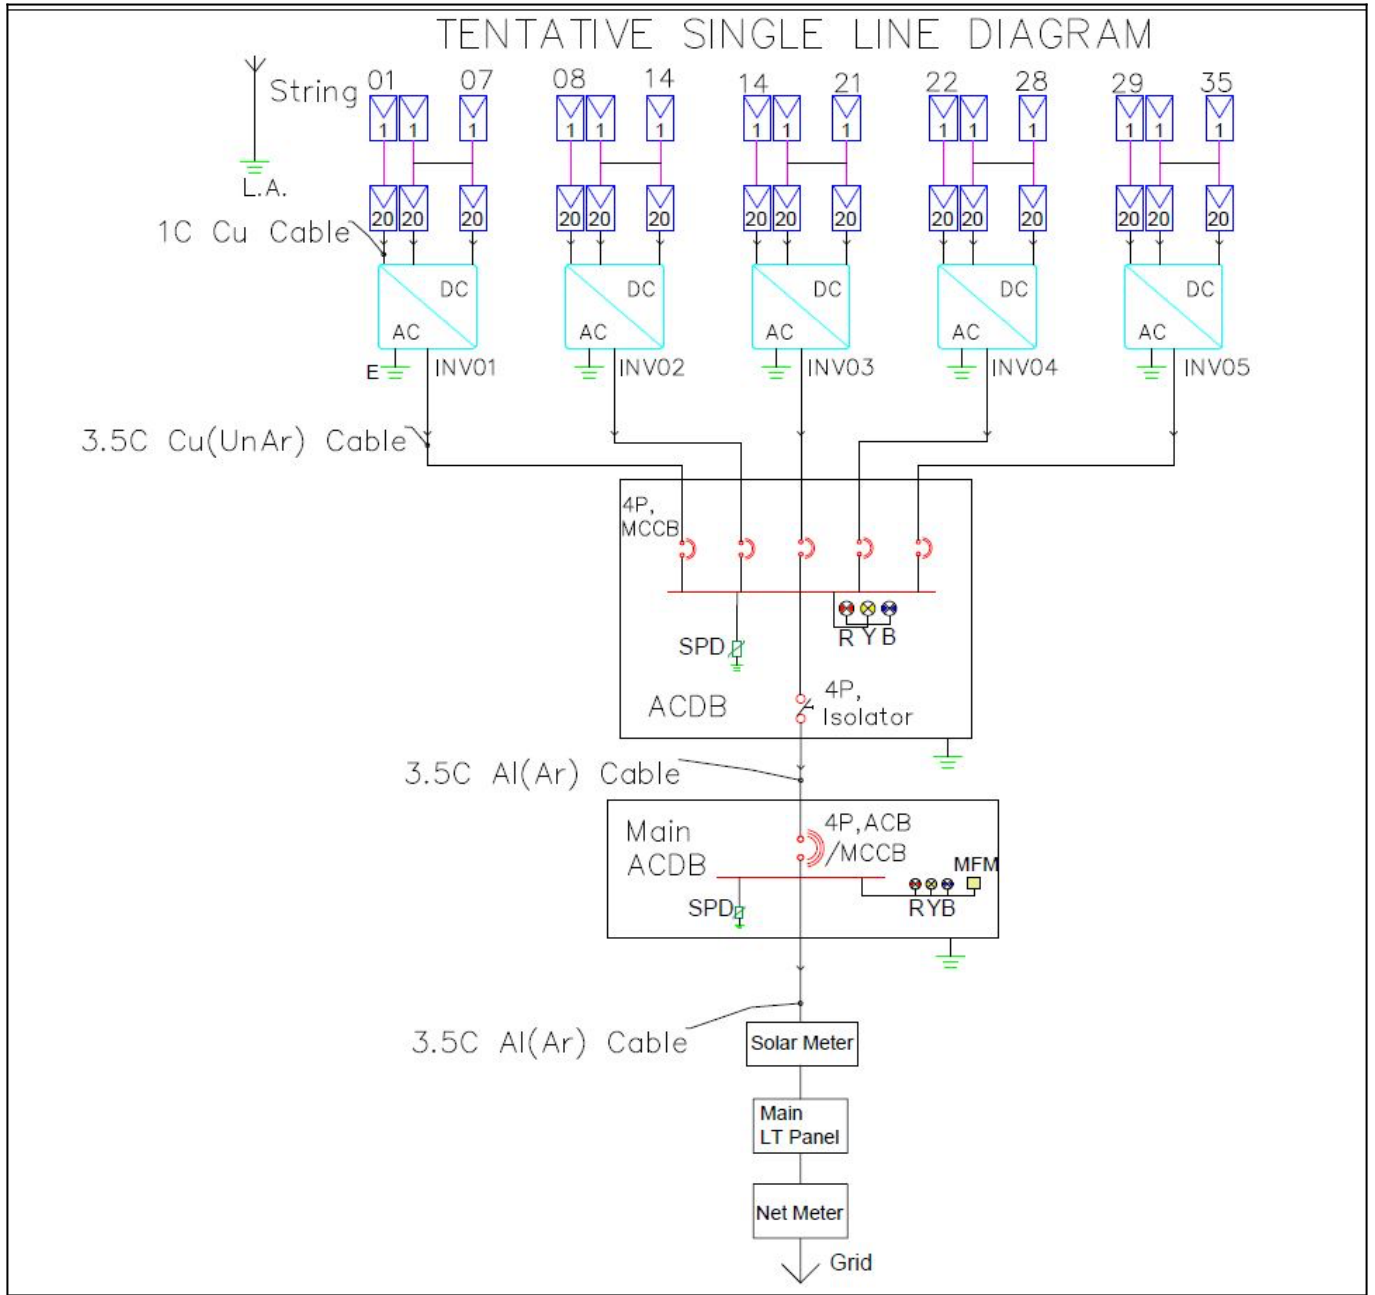 TENTATIVE SINGLE LINE DIAGRAM
String 01 07 08 14 14 21 22 28 29 35
1 1 1 1 1 1 1 1 1 1 1 1 1 1 1
L.A.
20 20 20 20 20 20 20 20 20 20 20 20 20 20 20
1C Cu Cable
DC DC DC DC DC
AC AC AC AC AC
E INV01 INV02 INV03 INV04 INV05
3.5C Cu(UnAr) Cable
4P,
MCCB
R Y B
SPD
4P,
Isolator
ACDB
3.5C Al(Ar) Cable
Main
ACDB
4P,ACB
/MCCB
MFM
SPD
RYB
3.5C Al(Ar) Cable
Solar Meter
Main
LT Panel
Net Meter
Grid